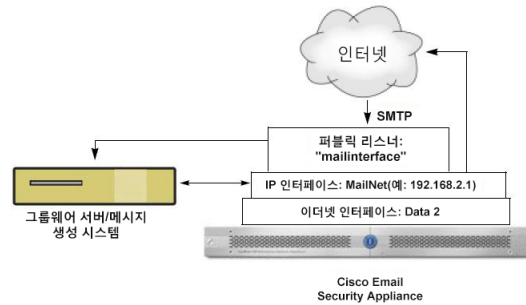 인터넷
SMTP
퍼블릭 리스너:
"mailinterface"
IP 인터페이스: MailNet(예: 192.168.2.1)
이더넷 인터페이스: Data 2
그룹웨어 서버/메시지
생성 시스템
Cisco Email
Security Appliance